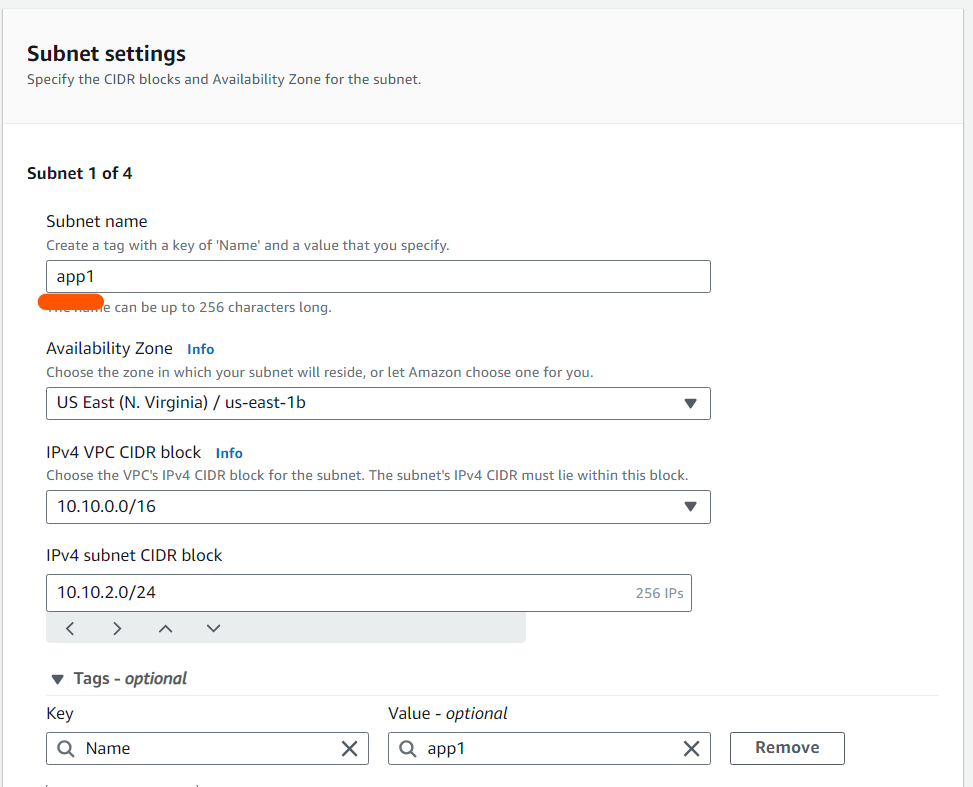 Subnet settings
Specify the CIDR blocks and Availability Zone for the subnet.
Subnet 1 of 4
Subnet name
Create a tag with a key of 'Name' and a value that you specify.
app1
The name can be up to 256 characters long.
Availability Zone Info
Choose the zone in which your subnet will reside, or let Amazon choose one for you.
US East (N. Virginia) / us-east-1b
IPv4 VPC CIDR block Info
Choose the VPC's IPv4 CIDR block for the subnet. The subnet's IPv4 CIDR must lie within this block.
10.10.0.0/16
IPv4 subnet CIDR block
10.10.2.0/24 256 IPs
Tags - optional
Key Value - optional
Name app1 Remove